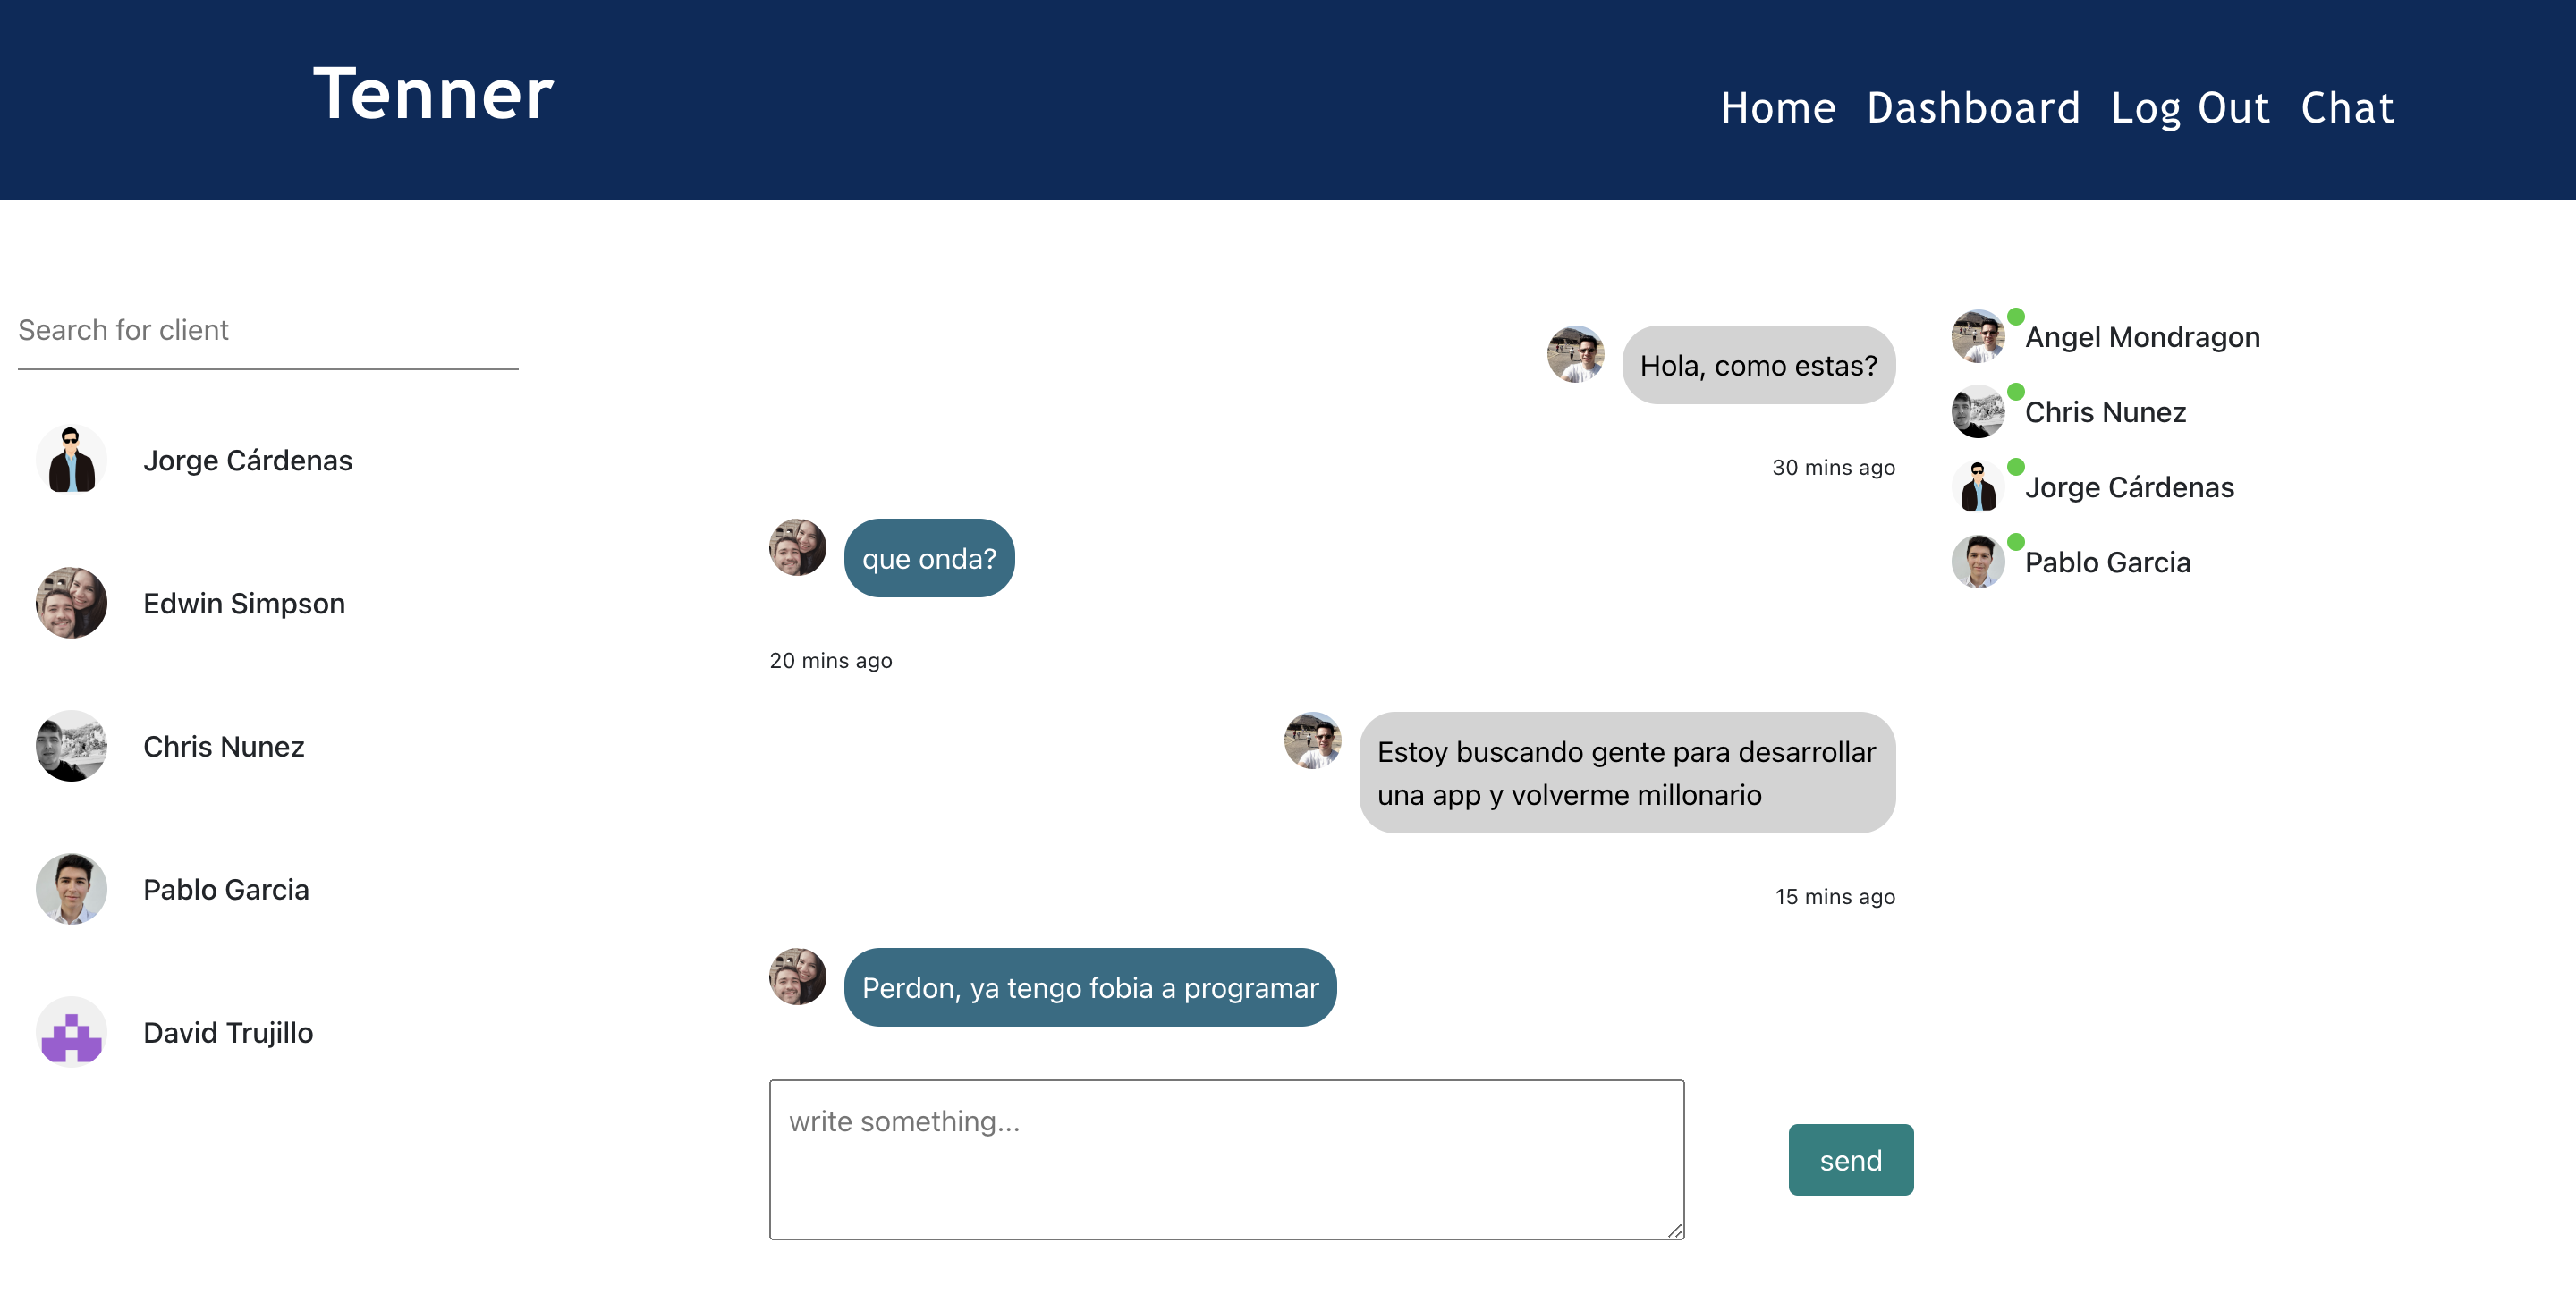 Tenner
Home Dashboard Log Out Chat
Search for client
Jorge Cárdenas
Edwin Simpson
Chris Nunez
Pablo Garcia
David Trujillo
Hola, como estas?
30 mins ago
que onda?
20 mins ago
Estoy buscando gente para desarrollar
una app y volverme millonario
15 mins ago
Perdon, ya tengo fobia a programar
write something...
send
Angel Mondragon
Chris Nunez
Jorge Cárdenas
Pablo Garcia